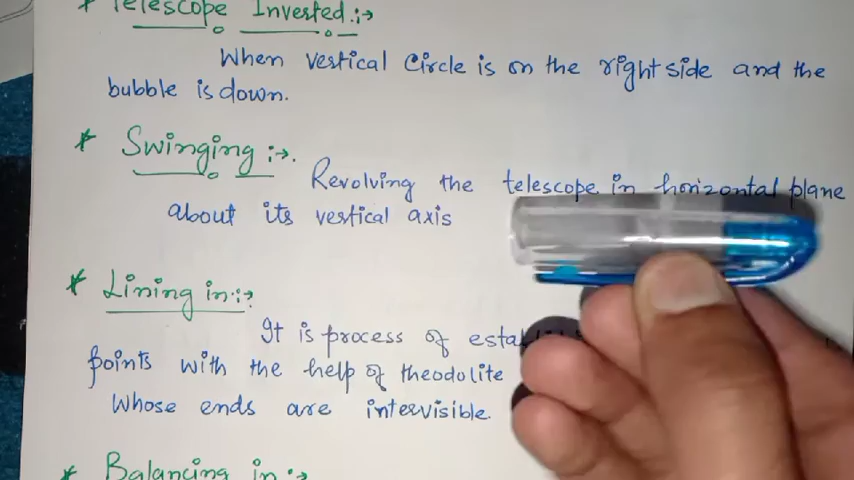 * Telescope Inverted :→
When vertical circle is on the right side and the
bubble is down.
* Swinging :→.
Revolving the telescope in horizontal plane
about its vertical axis
* Lining in :→
It is process of
points with the help of theodolite
whose ends are intervisible.
* Balancing in :→